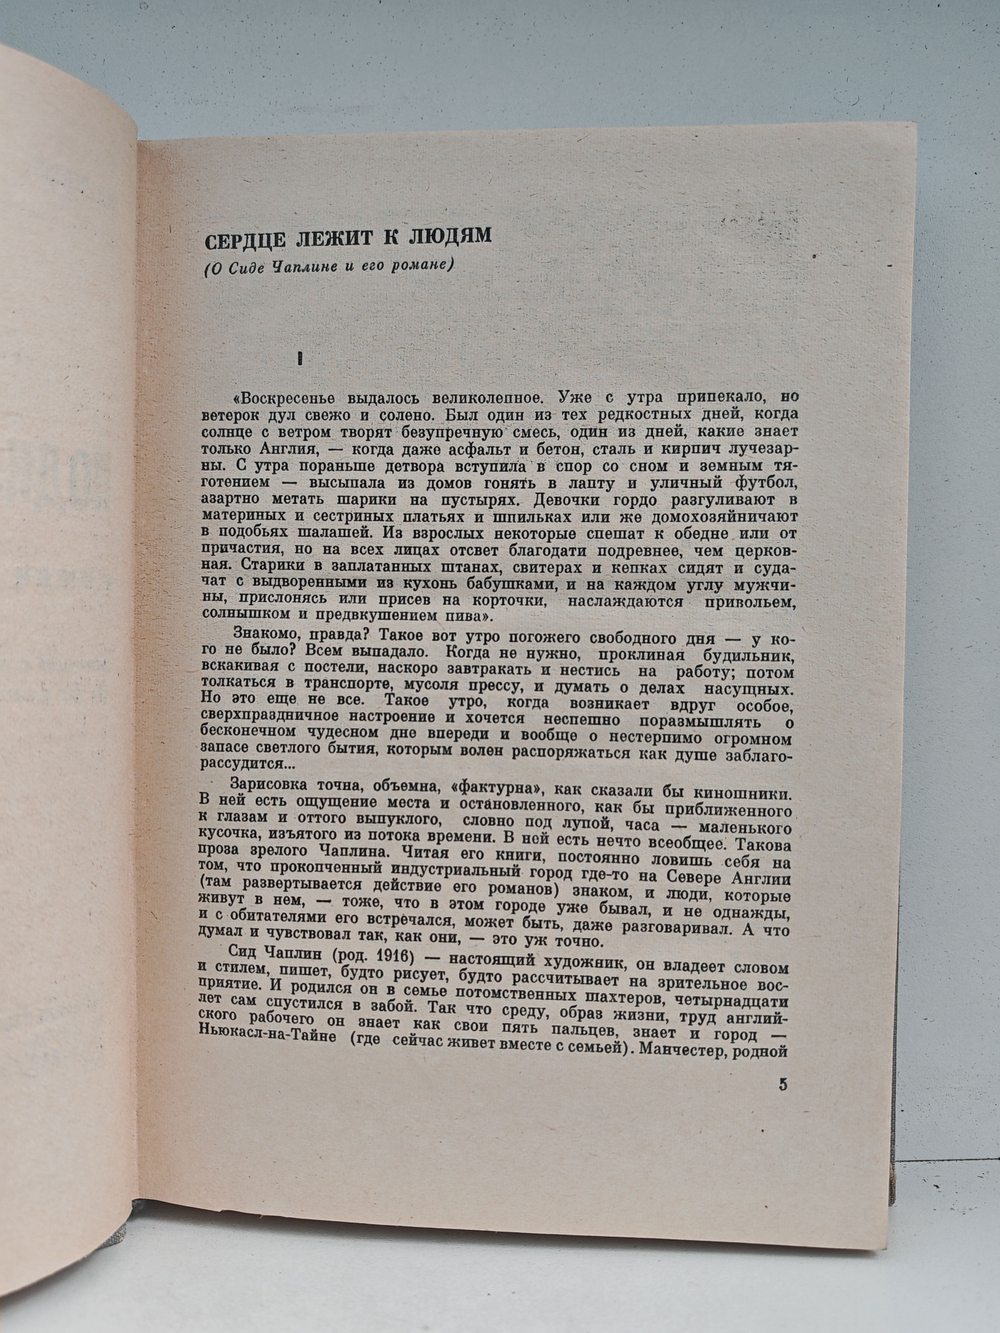 СЕРДЦЕ ЛЕЖИТ К ЛЮДЯМ
(О Сиде Чаплине и его романе)
I
«Воскресенье выдалось великолепное. Уже с утра припекало, но
ветерок дул свежо и солено. Был один из тех редкостных дней, когда
солнце с ветром творят безупречную смесь, один из дней, какие знает
только Англия, — когда даже асфальт и бетон, сталь и кирпич лучезар-
ны. С утра пораньше детвора вступила в спор со сном и земным тя-
готением — высыпала из домов гонять в лапту и уличный футбол,
азартно метать шарики на пустырях. Девочки гордо разгуливают в
материных и сестриных платьях и шпильках или же домохозяйничают
в подобьях шалашей. Из взрослых некоторые спешат к обедне или от
причастия, но на всех лицах отсвет благодати подревнее, чем церков-
ная. Старики в заплатанных штанах, свитерах и кепках сидят и суда-
чат с выдворенными из кухонь бабушками, и на каждом углу мужчи-
ны, прислонясь или присев на корточки, наслаждаются привольем,
солнышком и предвкушением пива».
Знакомо, правда? Такое вот утро погожего свободного дня — у ко-
го не было? Всем выпадало. Когда не нужно, проклиная будильник,
вскакивая с постели, наскоро завтракать и нестись на работу; потом
толкаться в транспорте, мусоля прессу, и думать о делах насущных.
Но это еще не все. Такое утро, когда возникает вдруг особое,
сверхпраздничное настроение и хочется неспешно поразмышлять о
бесконечном чудесном дне впереди и вообще о нестерпимо огромном
запасе светлого бытия, которым волен распоряжаться как душе заблаго-
рассудится...
Зарисовка точна, объемна, «фактурна», как сказали бы киношники.
В ней есть ощущение места и остановленного, как бы приближенного
к глазам и оттого выпуклого, словно под лупой, часа — маленького
кусочка, изъятого из потока времени. В ней есть нечто всеобщее. Такова
проза зрелого Чаплина. Читая его книги, постоянно ловишь себя на
том, что прокопченный индустриальный город где-то на Севере Англии
(там развертывается действие его романов) знаком, и люди, которые
живут в нем, — тоже, что в этом городе уже бывал, и не однажды,
и с обитателями его встречался, может быть, даже разговаривал. А что
думал и чувствовал так, как они, — это уж точно.
Сид Чаплин (род. 1916) — настоящий художник, он владеет словом
и стилем, пишет, будто рисует, будто рассчитывает на зрительное вос-
приятие. И родился он в семье потомственных шахтеров, четырнадцати
лет сам спустился в забой. Так что среду, образ жизни, труд англий-
ского рабочего он знает как свои пять пальцев, знает и город —
Ньюкасл-на-Тайне (где сейчас живет вместе с семьей). Манчестер, родной
5